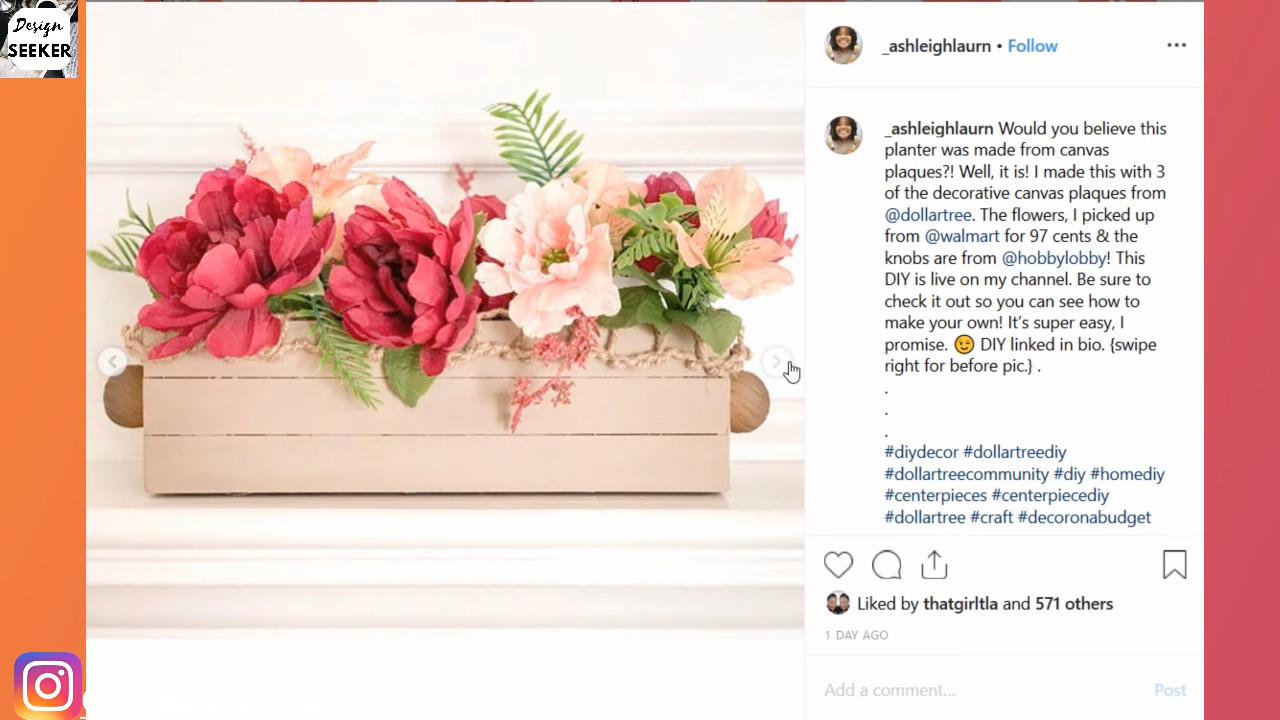 Design
SEEKER
_ashleighlaurn • Follow
_ashleighlaurn Would you believe this
planter was made from canvas
plaques?! Well, it is! I made this with 3
of the decorative canvas plaques from
@dollartree. The flowers, I picked up
from @walmart for 97 cents & the
knobs are from @hobbylobby! This
DIY is live on my channel. Be sure to
check it out so you can see how to
make your own! It's super easy, I
promise. 😉 DIY linked in bio. {swipe
right for before pic.} .
.
.
.
#diydecor #dollartreediy
#dollartreecommunity #diy #homediy
#centerpieces #centerpiecediy
#dollartree #craft #decoronabudget
Liked by thatgirltla and 571 others
1 DAY AGO
Add a comment... Post